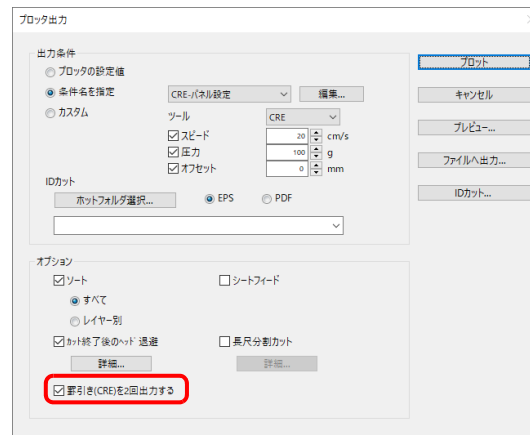 プロッタ出力
出力条件
プロッタの設定値
条件名を指定
CRE-パネル設定
編集...
カスタム
ツール
CRE
スピード
20
cm/s
圧力
100
g
オフセット
0
mm
IDカット
ホットフォルダ選択...
EPS
PDF
オプション
ソート
シートフィード
すべて
レイヤー別
カット終了後のヘッド退避
長尺分割カット
詳細...
詳細...
罫引き(CRE)を2回出力する
プロット
キャンセル
プレビュー...
ファイルへ出力...
IDカット...